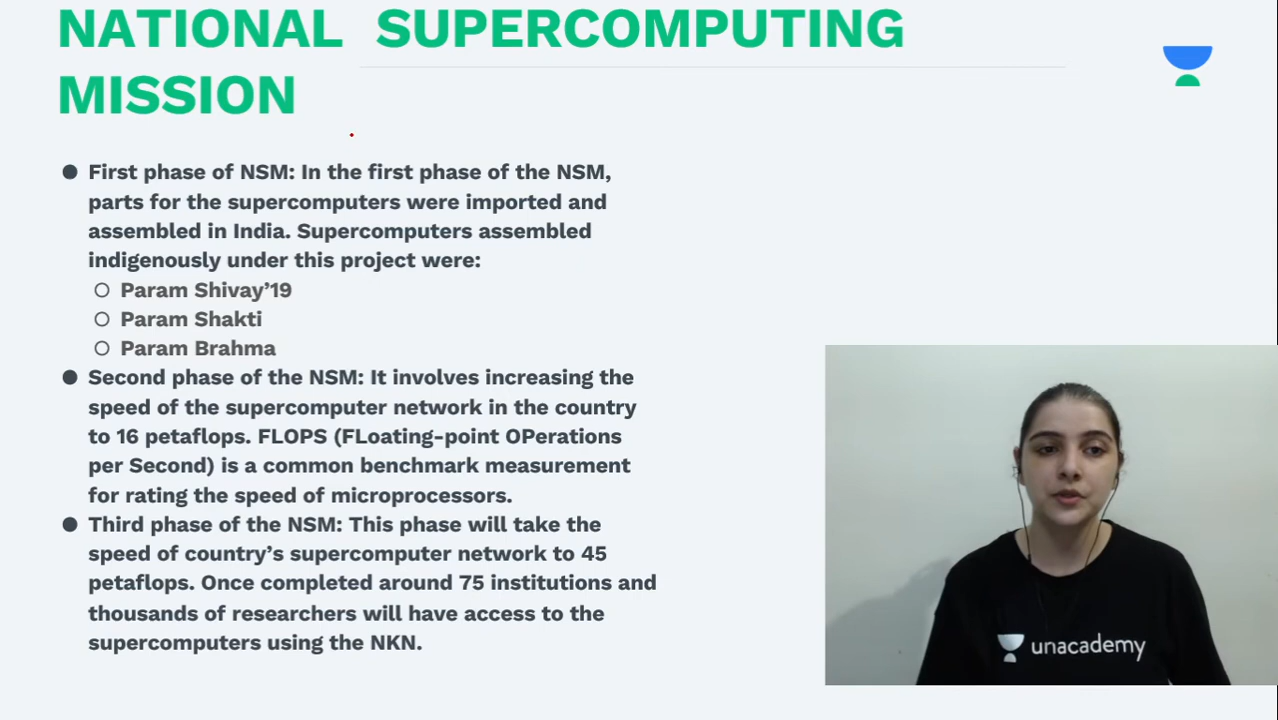 NATIONAL SUPERCOMPUTING
MISSION
● First phase of NSM: In the first phase of the NSM,
parts for the supercomputers were imported and
assembled in India. Supercomputers assembled
indigenously under this project were:
○ Param Shivay’19
○ Param Shakti
○ Param Brahma
● Second phase of the NSM: It involves increasing the
speed of the supercomputer network in the country
to 16 petaflops. FLOPS (FLoating-point OPerations
per Second) is a common benchmark measurement
for rating the speed of microprocessors.
● Third phase of the NSM: This phase will take the
speed of country’s supercomputer network to 45
petaflops. Once completed around 75 institutions and
thousands of researchers will have access to the
supercomputers using the NKN.
unacademy